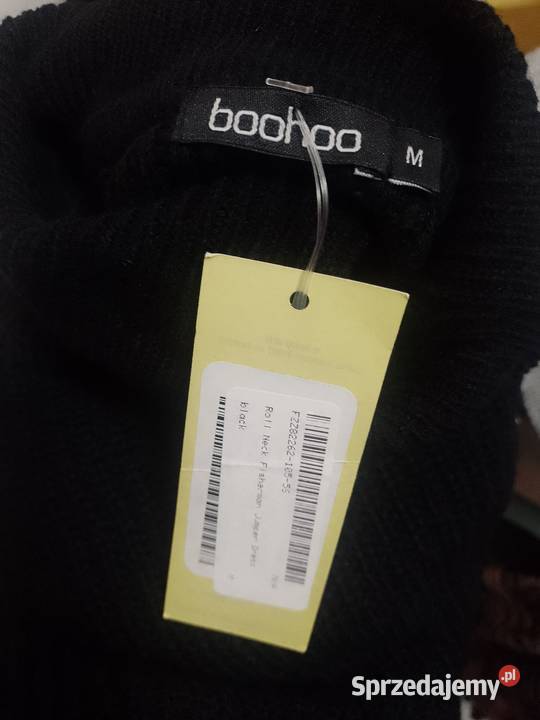 boohoo
M
FZZ82262-105-56
Roll Neck Fisherman Jumper Dress
black
Sprzedajemy.pl